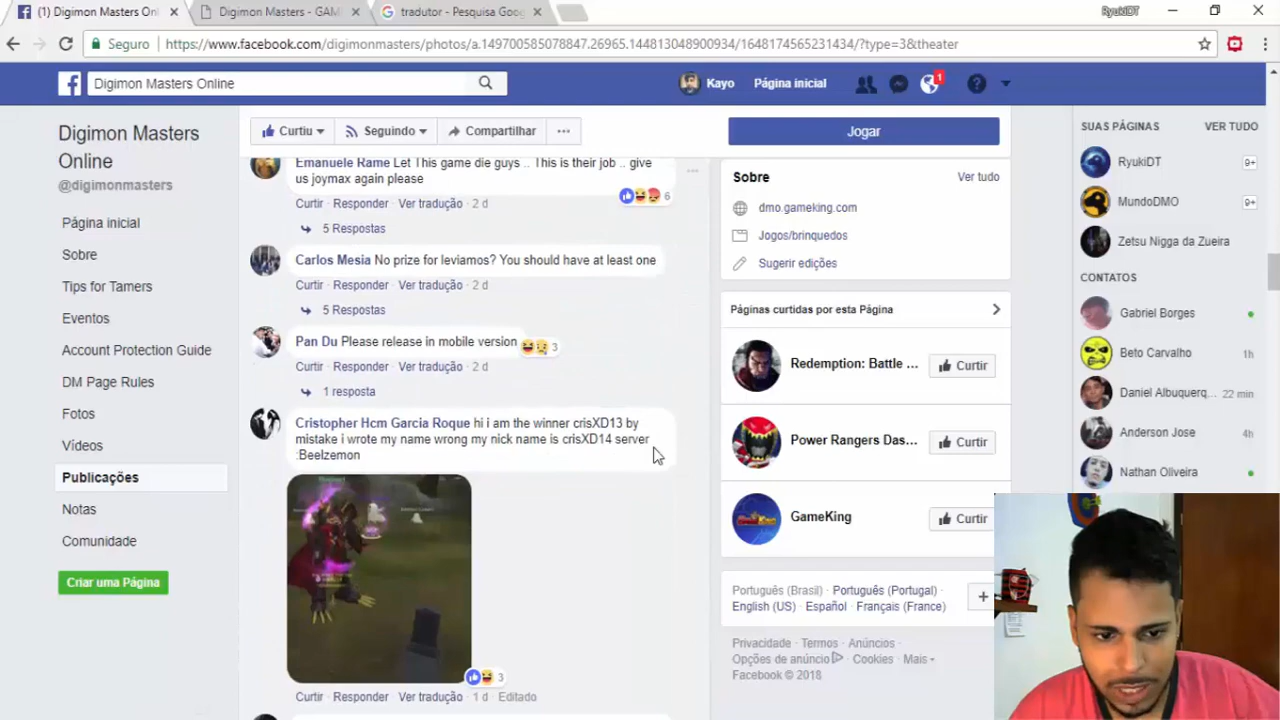 (1) Digimon Masters Onl
Digimon Masters - GAM
tradutor - Pesquisa Goog
RyukiDT
Seguro
https://www.facebook.com/digimonmasters/photos/a.149700585078847.26965.144813048900934/1648174565231434/?type=3&theater
Digimon Masters Online
Kayo
Página inicial
1
Digimon Masters
Online
@digimonmasters
Página inicial
Sobre
Tips for Tamers
Eventos
Account Protection Guide
DM Page Rules
Fotos
Vídeos
Publicações
Notas
Comunidade
Criar uma Página
Curtiu
Seguindo
Compartilhar
Jogar
Emanuele Rame Let This game die guys .. This is their job .. give
us joymax again please
6
Curtir Responder Ver tradução 2 d
5 Respostas
Carlos Mesia No prize for leviamos? You should have at least one
Curtir Responder Ver tradução 2 d
5 Respostas
Pan Du Please release in mobile version
3
Curtir Responder Ver tradução 2 d
1 resposta
Cristopher Hcm Garcia Roque hi i am the winner crisXD13 by
mistake i wrote my name wrong my nick name is crisXD14 server
:Beelzemon
3
Curtir Responder Ver tradução 1 d Editado
Sobre
Ver tudo
dmo.gameking.com
Jogos/brinquedos
Sugerir edições
Páginas curtidas por esta Página
Redemption: Battle ...
Curtir
Power Rangers Das...
Curtir
GameKing
Curtir
Português (Brasil) · Português (Portugal) ·
English (US) · Español · Français (France)
Privacidade · Termos · Anúncios ·
Opções de anúncio · Cookies · Mais
Facebook © 2018
SUAS PÁGINAS
VER TUDO
RyukiDT
9+
MundoDMO
9+
Zetsu Nigga da Zueira
CONTATOS
Gabriel Borges
Beto Carvalho
1h
Daniel Albuquerq...
22 min
Anderson Jose
4h
Nathan Oliveira